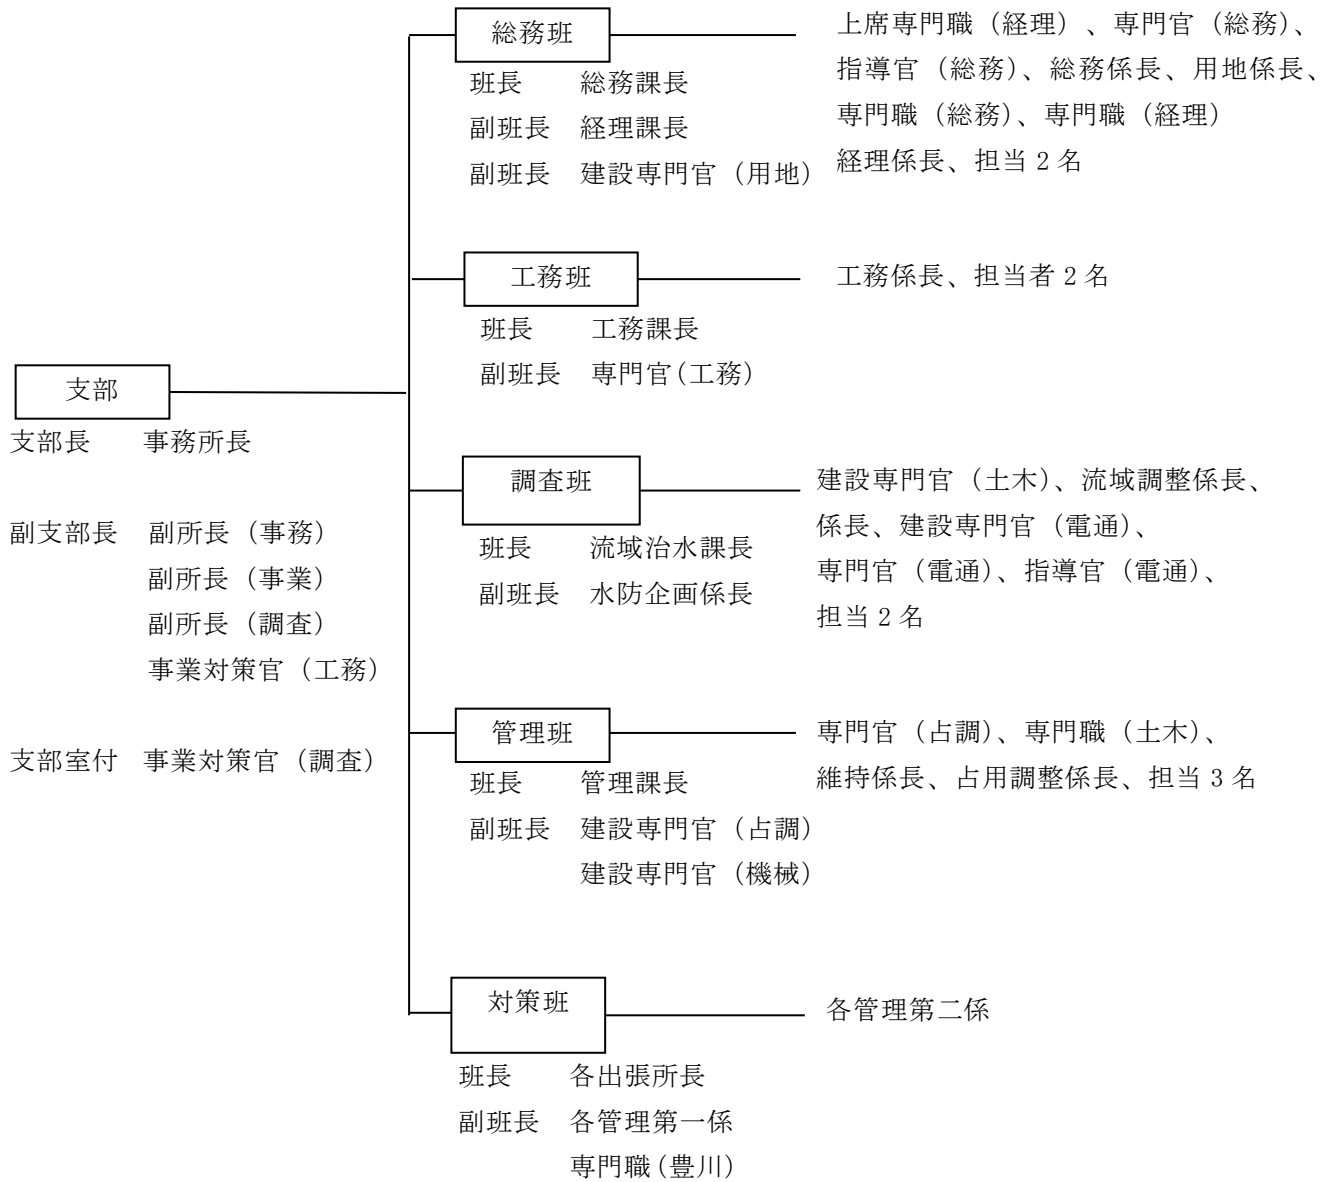 総務班
上席専門職（経理）、専門官（総務）、
指導官（総務）、総務係長、用地係長、
専門職（総務）、専門職（経理）
経理係長、担当 2 名
班長 総務課長
副班長 経理課長
副班長 建設専門官（用地）
工務班
工務係長、担当者 2 名
班長 工務課長
副班長 専門官（工務）
支部
支部長 事務所長
副支部長 副所長（事務）
副所長（事業）
副所長（調査）
事業対策官（工務）
支部室付 事業対策官（調査）
調査班
建設専門官（土木）、流域調整係長、
係長、建設専門官（電通）、
専門官（電通）、指導官（電通）、
担当 2 名
班長 流域治水課長
副班長 水防企画係長
管理班
専門官（占調）、専門職（土木）、
維持係長、占用調整係長、担当 3 名
班長 管理課長
副班長 建設専門官（占調）
建設専門官（機械）
対策班
各管理第二係
班長 各出張所長
副班長 各管理第一係
専門職（豊川）